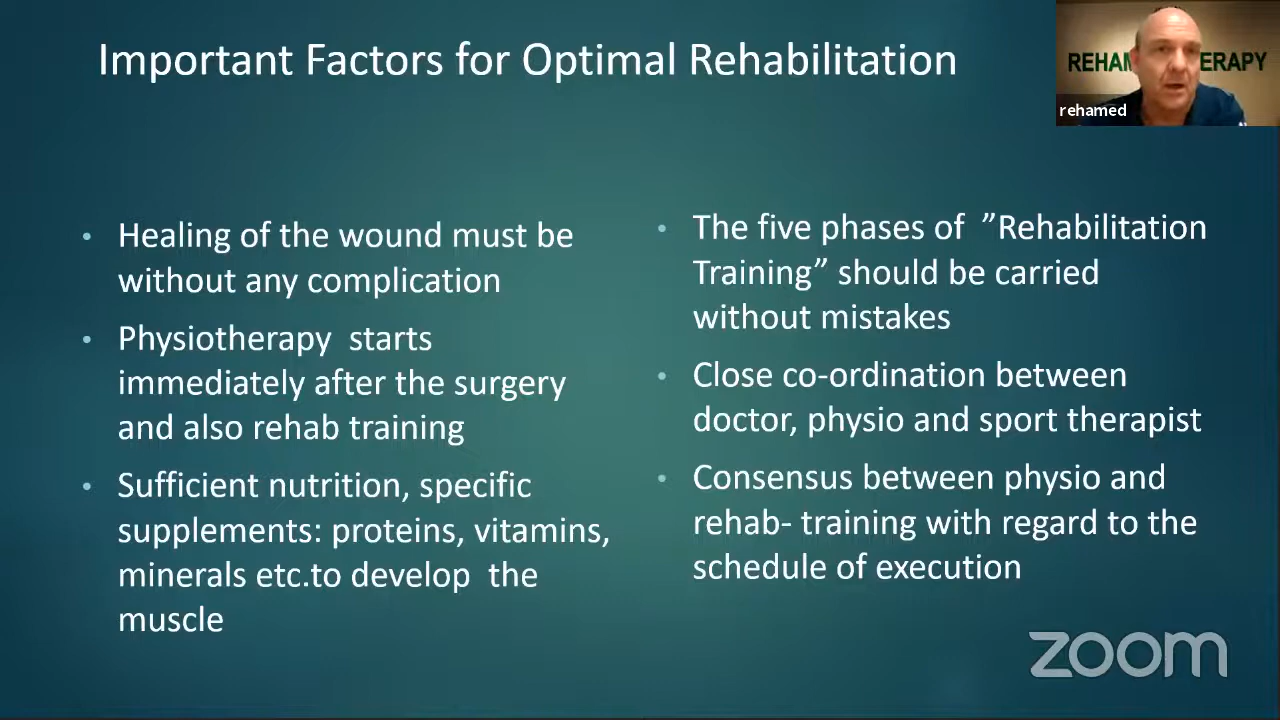 Important Factors for Optimal Rehabilitation
REHAM
ERAPY
rehamed
• Healing of the wound must be
without any complication
• Physiotherapy  starts
immediately after the surgery
and also rehab training
• Sufficient nutrition, specific
supplements: proteins, vitamins,
minerals etc.to develop  the
muscle
• The five phases of  ”Rehabilitation
Training” should be carried
without mistakes
• Close co-ordination between
doctor, physio and sport therapist
• Consensus between physio and
rehab- training with regard to the
schedule of execution
zoom